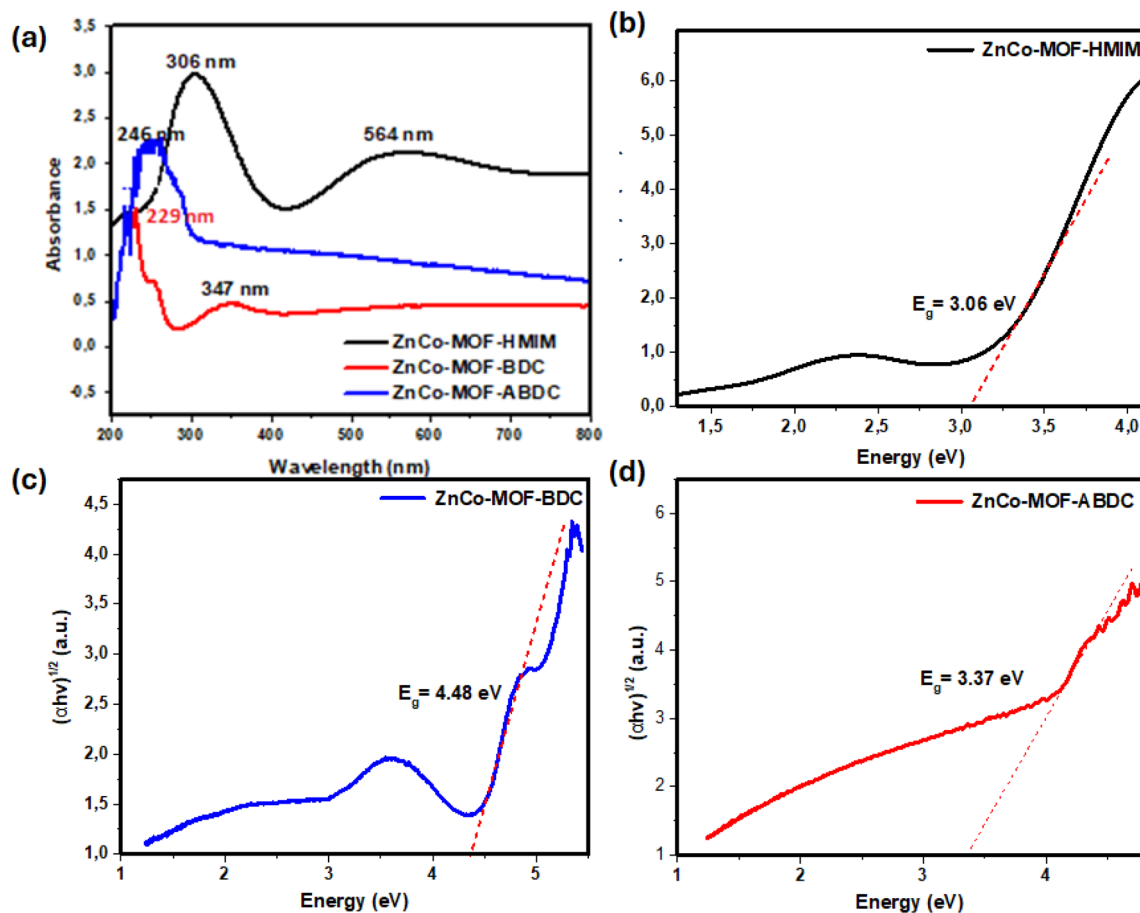 (a)
3,5
3,0
2,5
2,0
1,5
1,0
0,5
0,0
0,5
Absorbance
306 nm
246 nm
564 nm
229 nm
347 nm
ZnCo-MOF-HMIM
ZnCo-MOF-BDC
ZnCo-MOF-ABDC
200 300 400 500 600 700 800
Wavelength (nm)
(b)
ZnCo-MOF-HMIM
6,0
5,0
4,0
3,0
2,0
1,0
0,0
Eg= 3.06 eV
1,5 2,0 2,5 3,0 3,5 4,0
Energy (eV)
(c)
ZnCo-MOF-BDC
4,5
4,0
3,5
3,0
2,5
2,0
1,5
1,0
(αhν)1/2 (a.u.)
Eg= 4.48 eV
1 2 3 4 5
Energy (eV)
(d)
ZnCo-MOF-ABDC
6
5
4
3
2
1
(αhν)1/2 (a.u.)
Eg= 3.37 eV
1 2 3 4
Energy (eV)